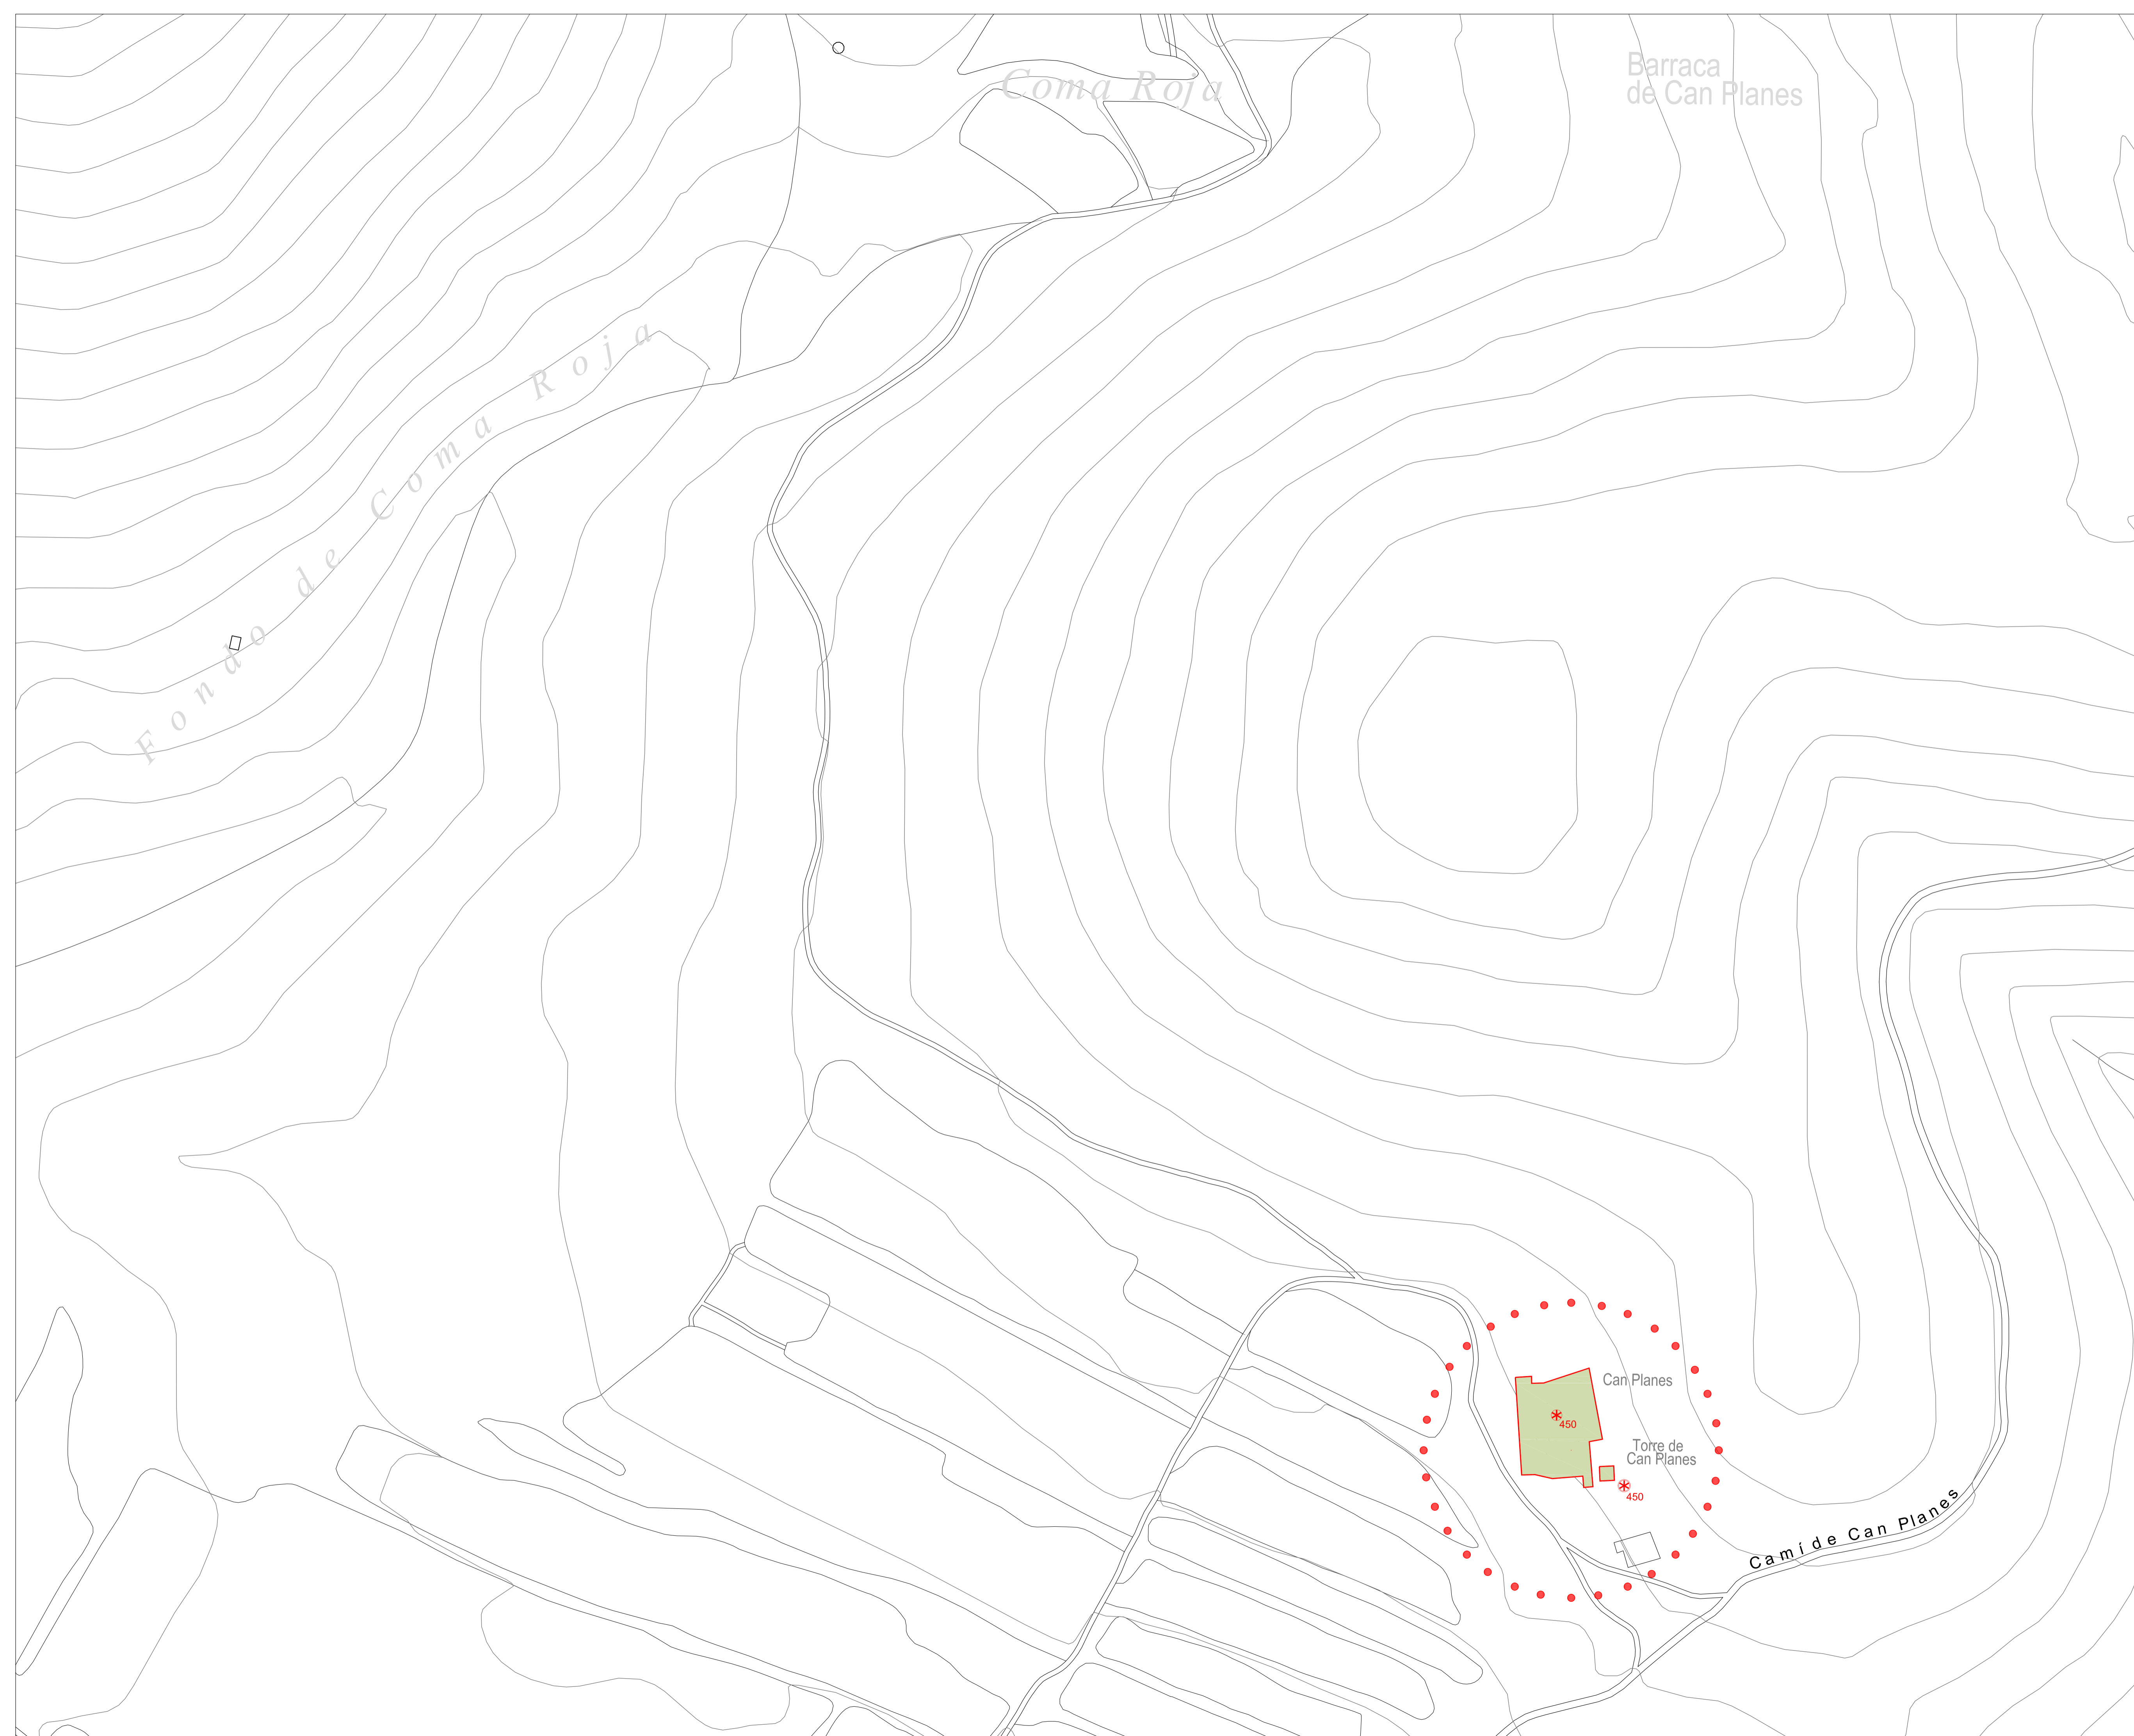 Barraca
de Can Planes
Coma Roja
Fondo de Coma Roja
Can Planes
450
Torre de
Can Planes
450
Camí de Can Planes